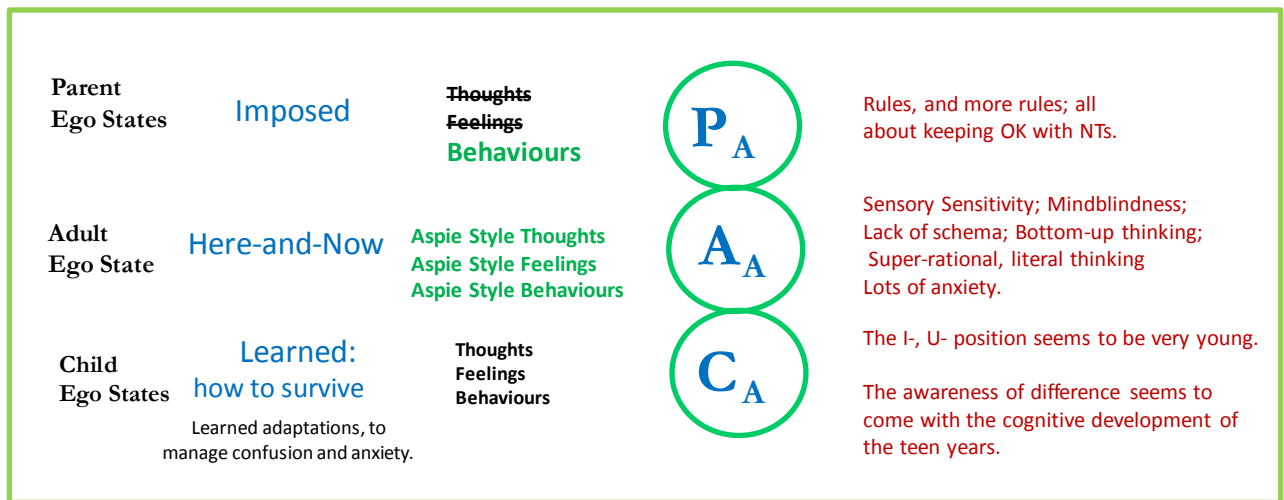 Parent
Ego States
Imposed
Thoughts
Feelings
Behaviours
P A
Rules, and more rules; all
about keeping OK with NTs.
Adult
Ego State
Here-and-Now
Aspie Style Thoughts
Aspie Style Feelings
Aspie Style Behaviours
A A
Sensory Sensitivity; Mindblindness;
Lack of schema; Bottom-up thinking;
Super-rational, literal thinking
Lots of anxiety.
Child
Ego States
Learned:
how to survive
Learned adaptations, to
manage confusion and anxiety.
Thoughts
Feelings
Behaviours
C A
The I-, U- position seems to be very young.
The awareness of difference seems to
come with the cognitive development of
the teen years.